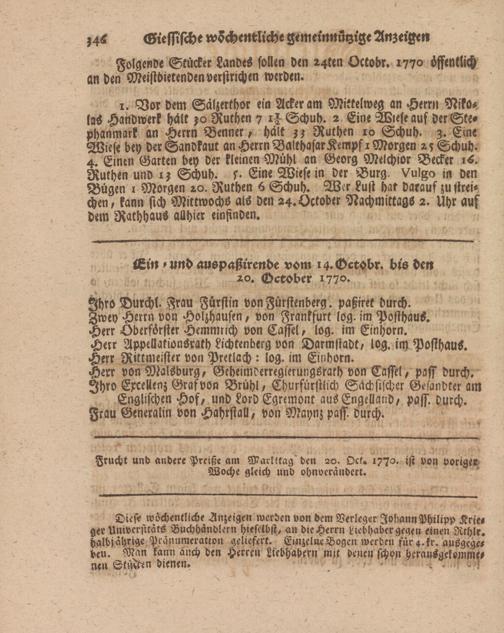 346 Giessische wöchentliche gemeinnützige Anzeigen
Folgende Stücker Landes sollen den 24ten Octobr. 1770 öffentlich
an den Meistbietenden verstrichen werden.
1. Vor dem Sälzerthor ein Acker am Mittelweg an Herrn Niko-
las Handwerk hält 30 Ruthen 7 1½ Schuh. 2. Eine Wiese auf der Ste-
phanmark an Herrn Benner, hält 33 Ruthen 10 Schuh. 3. Eine
Wiese bey der Sandkaut an Herrn Balthasar Kempf 1 Morgen 25 Schuh.
4. Einen Garten bey der kleinen Mühl an Georg Melchior Becker 16.
Ruthen und 13 Schuh. 5. Eine Wiese in der Burg. Vulgo in den
Bügen 1 Morgen 20. Ruthen 6 Schuh. Wer Lust hat darauf zu strei-
chen, kann sich Mittwochs als den 24. October Nachmittags 2. Uhr auf
dem Rathhaus allhier einfinden.
Ein- und auspaßirende vom 14. Octobr. bis den
20. October 1770.
Ihro Durchl. Frau Fürstin von Fürstenberg. paßiret durch.
Zwey Herrn von Holzhausen, von Frankfurt log. im Posthaus.
Herr Oberförster Hemmrich von Cassel, log. im Einhorn.
Herr Appellationsrath Lichtenberg von Darmstadt, log. im Posthaus.
Herr Rittmeister von Pretlach: log. im Einhorn.
Herr von Malsburg, Geheimderregierungsrath von Cassel, pass. durch.
Ihro Excellenz Graf von Brühl, Churfürstlich Sächsischer Gesandter am
Englischen Hof, und Lord Egremont aus Engelland, pass. durch.
Frau Generalin von Hahrstall, von Maynz pass. durch.
Frucht und andere Preiße am Markttag den 20. Oct. 1770. ist von voriger
Woche gleich und ohnverändert.
Diese wöchentliche Anzeigen werden von dem Verleger Johann Philipp Krie-
ger Universitäts Buchhändlern hieselbst, an die Herrn Liebhaber gegen einen Rthlr.
halbjährige Pränumeration geliefert. Einzelne Bogen werden für 4. kr. ausgege-
ben. Man kann auch den Herren Liebhabern mit denen schon herausgekomme-
nen Stücken dienen.